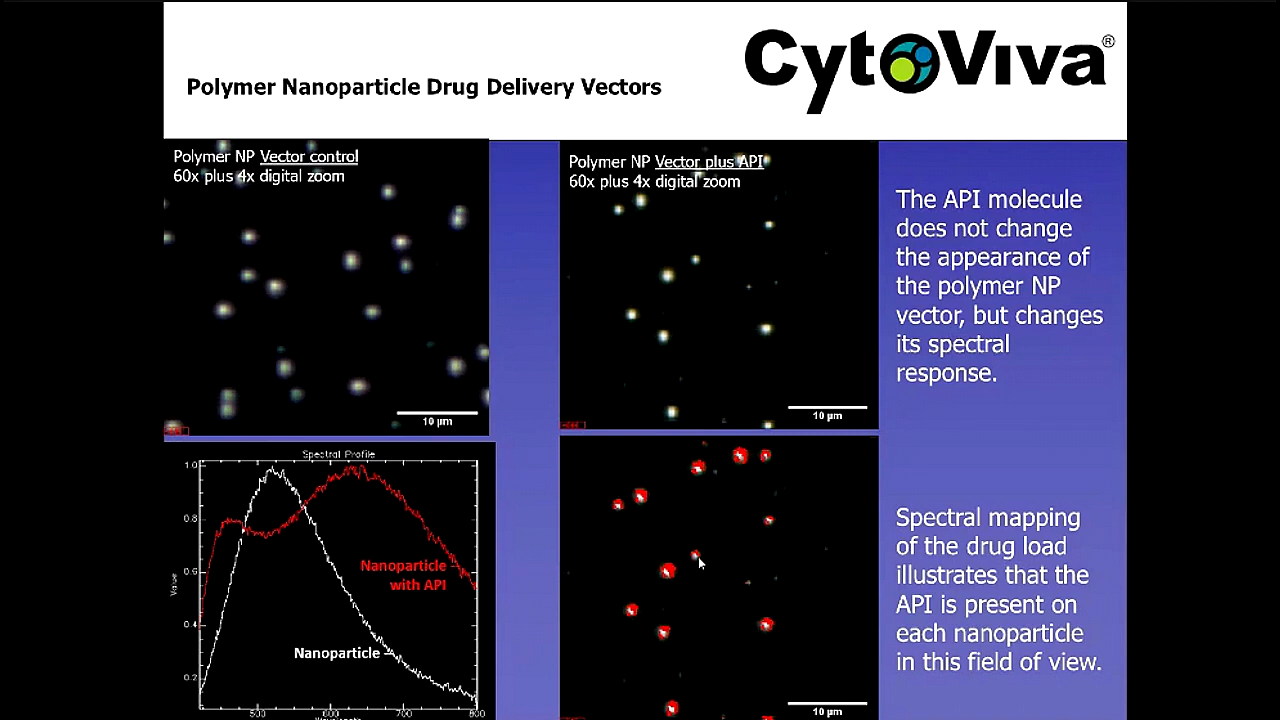 CytoViva®
Polymer Nanoparticle Drug Delivery Vectors
Polymer NP Vector control
60x plus 4x digital zoom
10 µm
Polymer NP Vector plus API
60x plus 4x digital zoom
10 µm
The API molecule
does not change
the appearance of
the polymer NP
vector, but changes
its spectral
response.
Spectral Profile
1.0
0.8
0.6
0.4
0.2
Value
Nanoparticle
with API
Nanoparticle
500
600
700
800
Wavelength
10 µm
Spectral mapping
of the drug load
illustrates that the
API is present on
each nanoparticle
in this field of view.